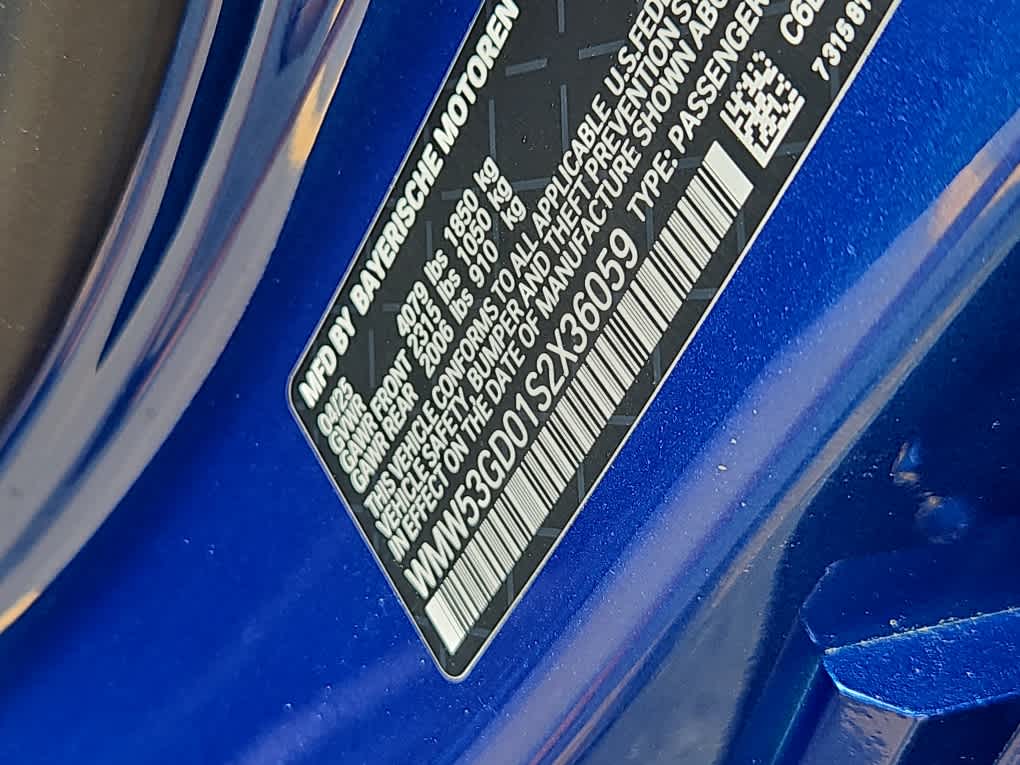 MFD BY BAYERISCHE MOTOREN
04/25
GVWR 4079 lbs 1850 kg
GAWR FRONT 2315 lbs 1050 kg
GAWR REAR 2006 lbs 910 kg
THIS VEHICLE CONFORMS TO ALL APPLICABLE U.S.FED
VEHICLE SAFETY, BUMPER AND THEFT PREVENTION S
IN EFFECT ON THE DATE OF MANUFACTURE SHOWN ABO
WMW53GD01S2X36059 TYPE: PASSENGER
7315 81